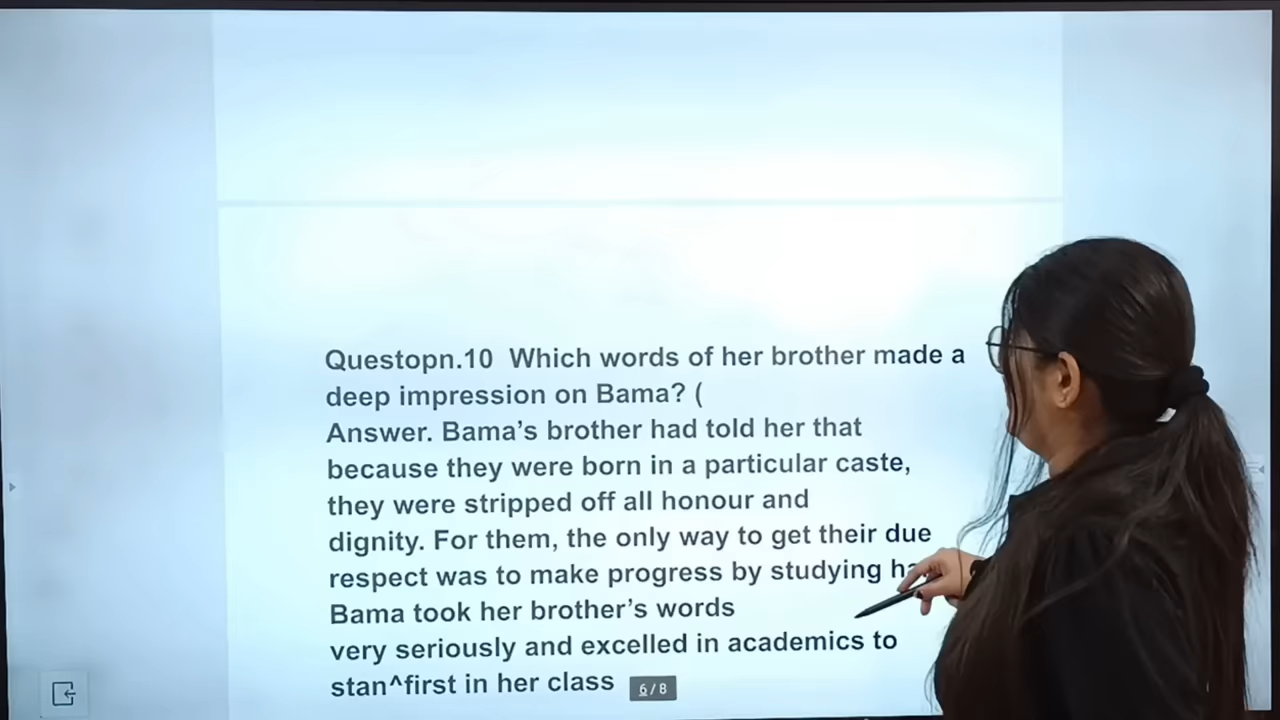 Questopn.10 Which words of her brother made a
deep impression on Bama? (
Answer. Bama’s brother had told her that
because they were born in a particular caste,
they were stripped off all honour and
dignity. For them, the only way to get their due
respect was to make progress by studying
Bama took her brother’s words
very seriously and excelled in academics to
stan^first in her class
6/8